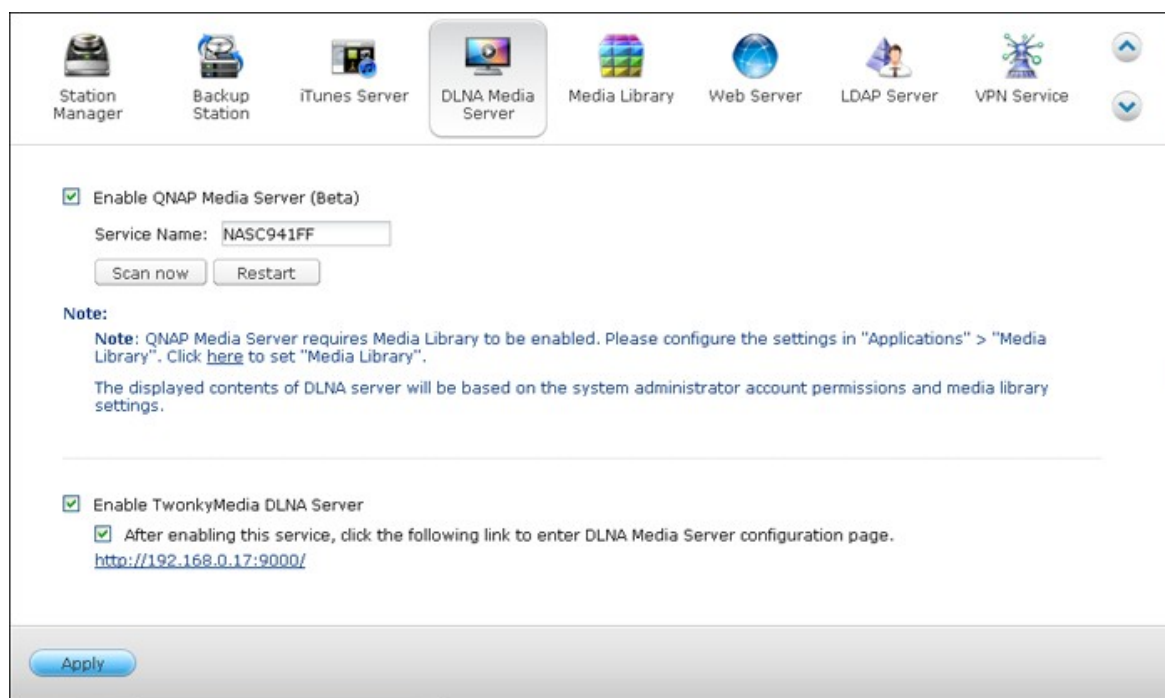 Station
Manager
Backup
Station
iTunes Server
DLNA Media
Server
Media Library
Web Server
LDAP Server
VPN Service
Enable QNAP Media Server (Beta)
Service Name: NASC941FF
Scan now Restart
Note:
Note: QNAP Media Server requires Media Library to be enabled. Please configure the settings in "Applications" > "Media
Library". Click here to set "Media Library".
The displayed contents of DLNA server will be based on the system administrator account permissions and media library
settings.
Enable TwonkyMedia DLNA Server
After enabling this service, click the following link to enter DLNA Media Server configuration page.
http://192.168.0.17:9000/
Apply